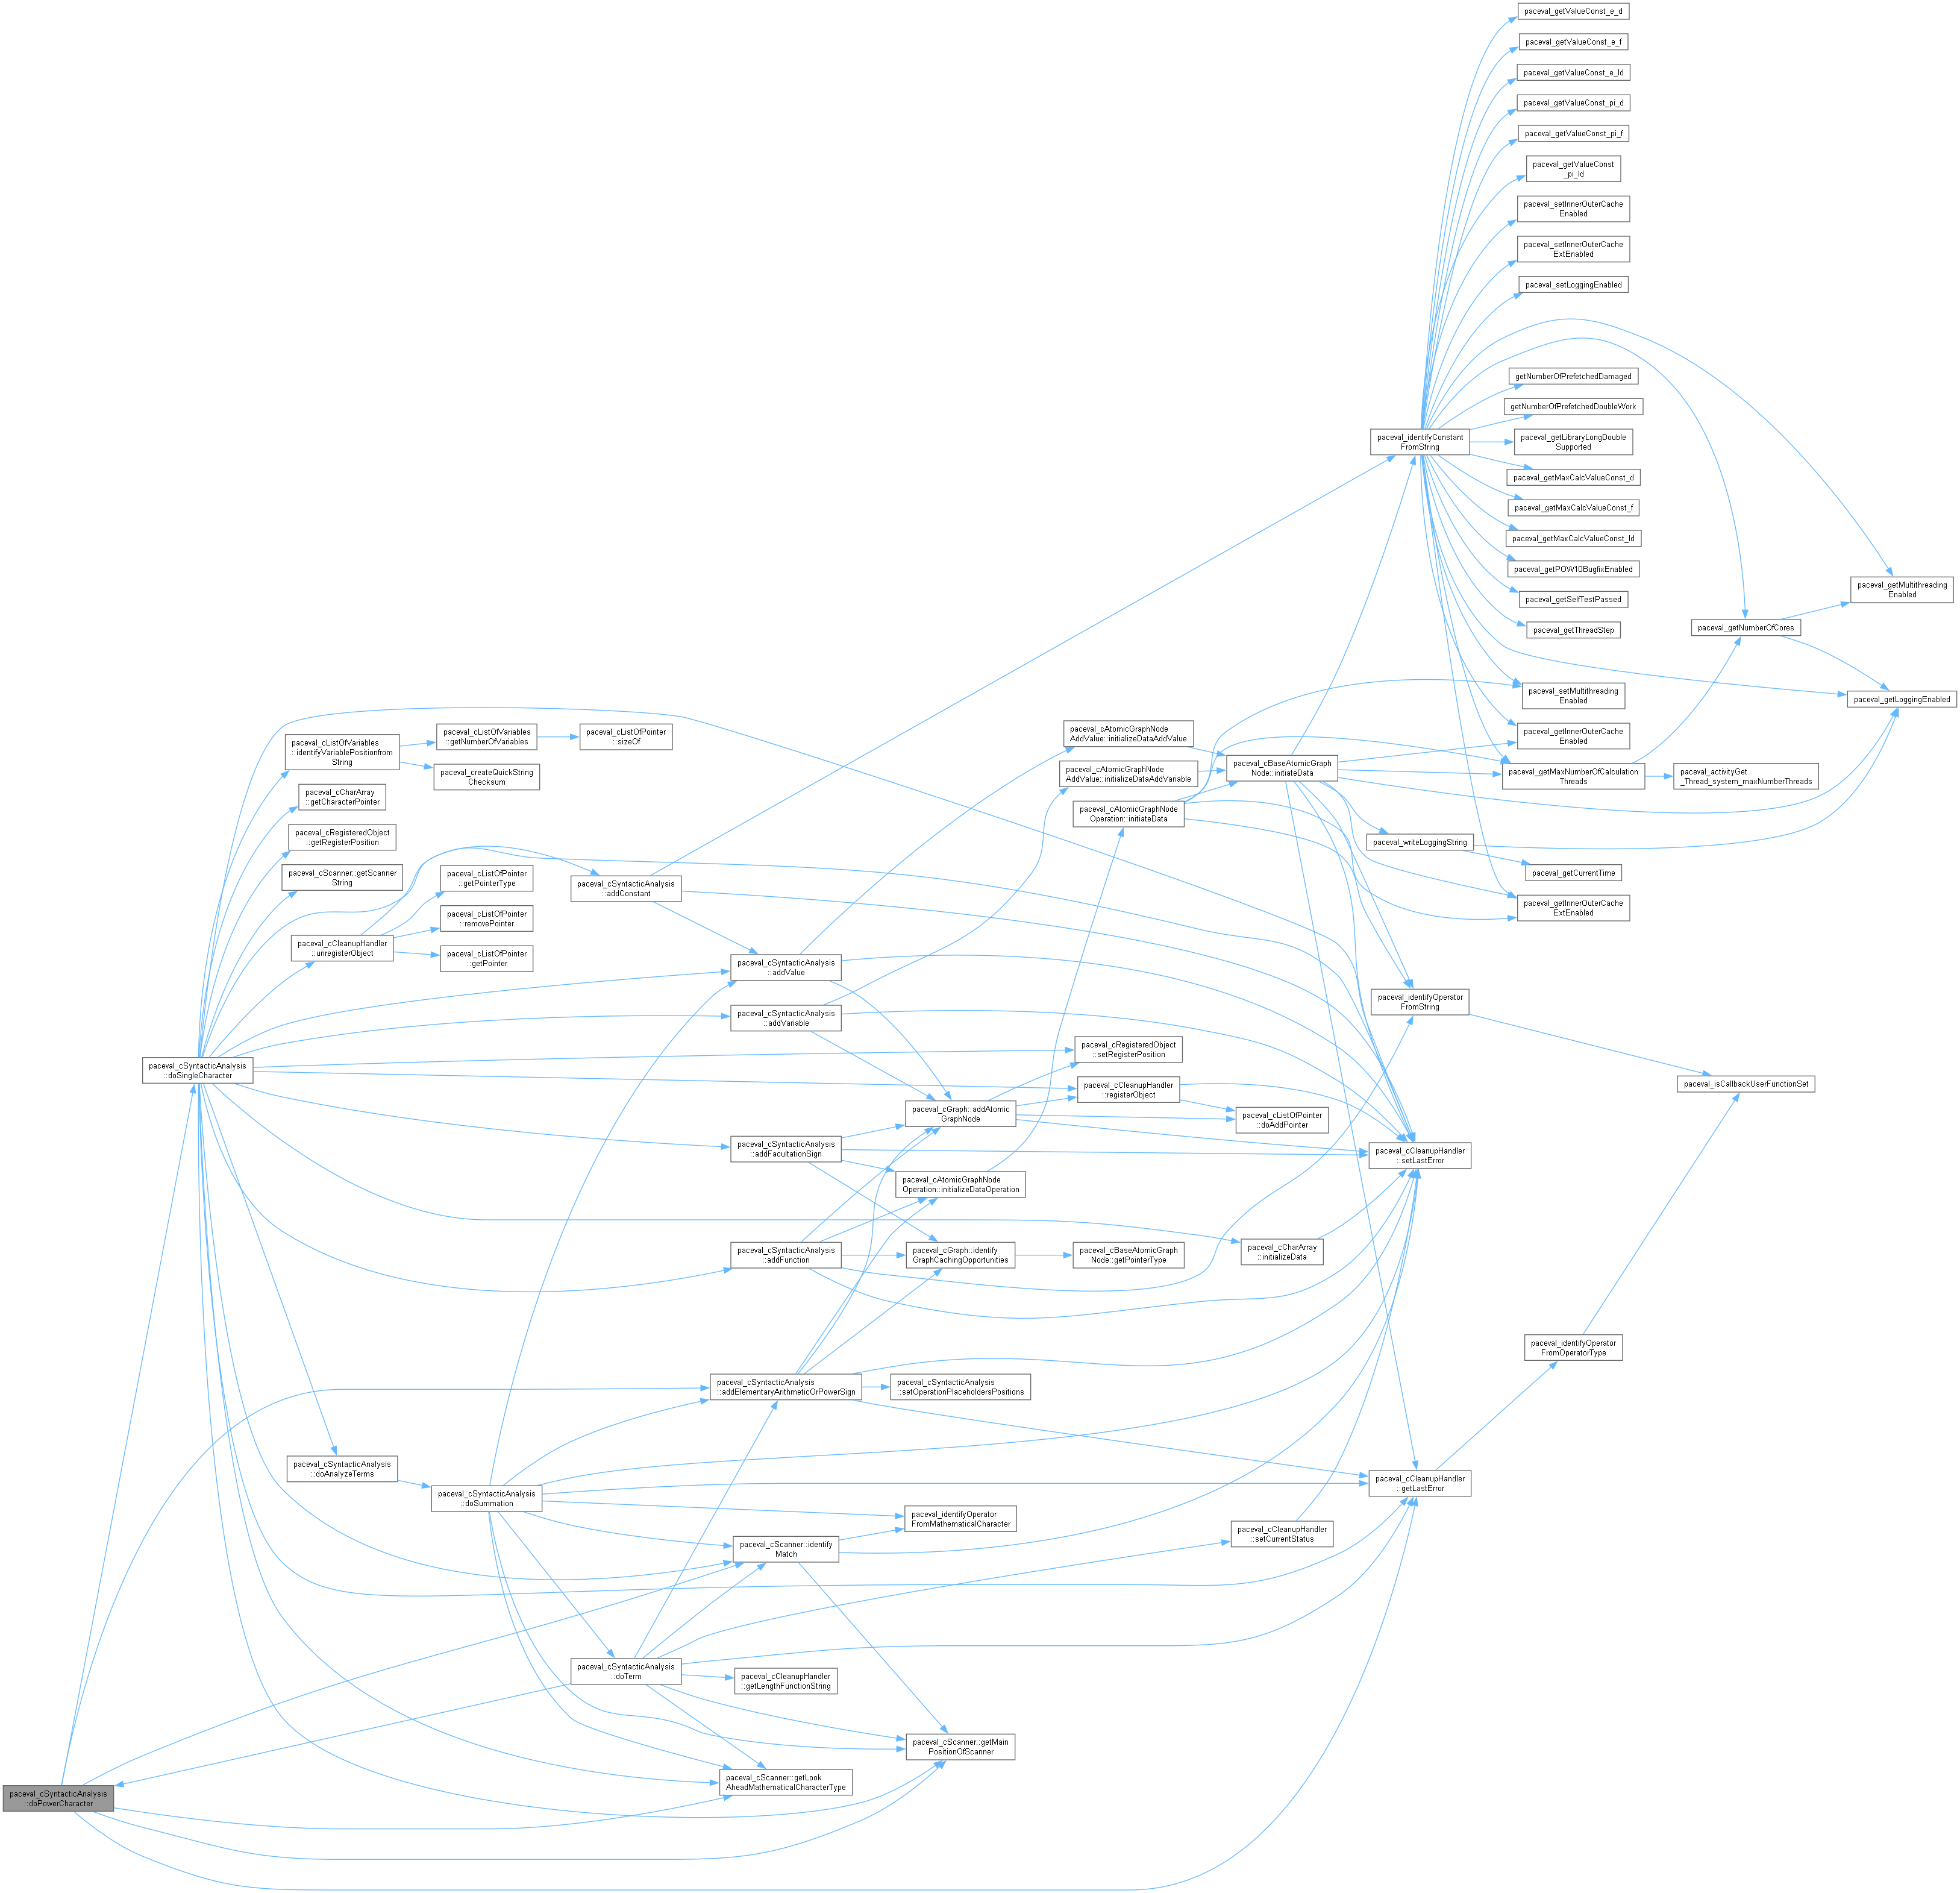 paceval_getValueConst_e_d
paceval_getValueConst_e_f
paceval_getValueConst_e_ld
paceval_getValueConst_pi_d
paceval_getValueConst_pi_f
paceval_getValueConst
_pi_ld
paceval_setInnerOuterCache
Enabled
paceval_setInnerOuterCache
ExtEnabled
paceval_setLoggingEnabled
getNumberOfPrefetchedDamaged
getNumberOfPrefetchedDoubleWork
paceval_identifyConstant
FromString
paceval_getLibraryLongDouble
Supported
paceval_getMaxCalcValueConst_d
paceval_getMaxCalcValueConst_f
paceval_getMaxCalcValueConst_ld
paceval_getPOW10BugfixEnabled
paceval_getMultithreading
Enabled
paceval_getSelfTestPassed
paceval_getThreadStep
paceval_getNumberOfCores
paceval_setMultithreading
Enabled
paceval_getLoggingEnabled
paceval_cListOfVariables
::getNumberOfVariables
paceval_cListOfPointer
::sizeOf
paceval_cListOfVariables
::identifyVariablePositionfrom
String
paceval_createQuickString
Checksum
paceval_cAtomicGraphNode
AddValue::initializeDataAddValue
paceval_getInnerOuterCache
Enabled
paceval_cAtomicGraphNode
AddValue::initializeDataAddVariable
paceval_cBaseAtomicGraph
Node::initiateData
paceval_getMaxNumberOfCalculation
Threads
paceval_activityGet
_Thread_system_maxNumberThreads
paceval_cCharArray
::getCharacterPointer
paceval_cAtomicGraphNode
Operation::initiateData
paceval_cRegisteredObject
::getRegisterPosition
paceval_writeLoggingString
paceval_getCurrentTime
paceval_cScanner::getScanner
String
paceval_cListOfPointer
::getPointerType
paceval_cSyntacticAnalysis
::addConstant
paceval_getInnerOuterCache
ExtEnabled
paceval_cListOfPointer
::removePointer
paceval_cCleanupHandler
::unregisterObject
paceval_cListOfPointer
::getPointer
paceval_cSyntacticAnalysis
::addValue
paceval_identifyOperator
FromString
paceval_cSyntacticAnalysis
::addVariable
paceval_cRegisteredObject
::setRegisterPosition
paceval_cSyntacticAnalysis
::doSingleCharacter
paceval_cCleanupHandler
::registerObject
paceval_isCallbackUserFunctionSet
paceval_cGraph::addAtomic
GraphNode
paceval_cListOfPointer
::doAddPointer
paceval_cSyntacticAnalysis
::addFacultationSign
paceval_cCleanupHandler
::setLastError
paceval_cAtomicGraphNode
Operation::initializeDataOperation
paceval_cSyntacticAnalysis
::addFunction
paceval_cGraph::identify
GraphCachingOpportunities
paceval_cBaseAtomicGraph
Node::getPointerType
paceval_cCharArray
::initializeData
paceval_identifyOperator
FromOperatorType
paceval_cSyntacticAnalysis
::addElementaryArithmeticOrPowerSign
paceval_cSyntacticAnalysis
::setOperationPlaceholdersPositions
paceval_cSyntacticAnalysis
::doAnalyzeTerms
paceval_cCleanupHandler
::getLastError
paceval_cSyntacticAnalysis
::doSummation
paceval_identifyOperator
FromMathematicalCharacter
paceval_cCleanupHandler
::setCurrentStatus
paceval_cScanner::identify
Match
paceval_cSyntacticAnalysis
::doTerm
paceval_cCleanupHandler
::getLengthFunctionString
paceval_cScanner::getMain
PositionOfScanner
paceval_cScanner::getLook
AheadMathematicalCharacterType
paceval_cSyntacticAnalysis
::doPowerCharacter